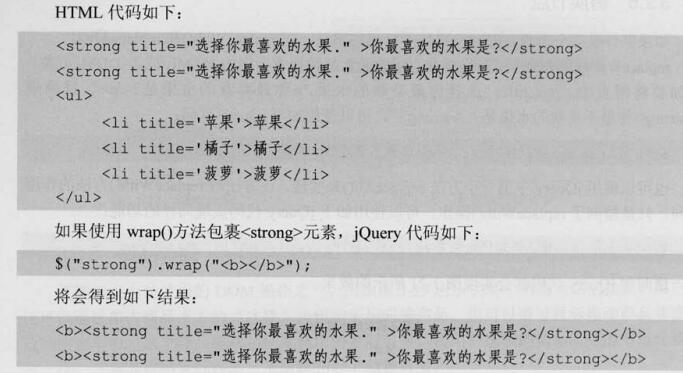 HTML 代码如下：
<strong title="选择你最喜欢的水果." >你最喜欢的水果是?</strong>
<strong title="选择你最喜欢的水果." >你最喜欢的水果是?</strong>
<ul>
    <li title='苹果'>苹果</li>
    <li title='橘子'>橘子</li>
    <li title='菠萝'>菠萝</li>
</ul>
如果使用 wrap()方法包裹<strong>元素，jQuery 代码如下：
$("strong").wrap("<b></b>");
将会得到如下结果：
<b><strong title="选择你最喜欢的水果." >你最喜欢的水果是?</strong></b>
<b><strong title="选择你最喜欢的水果." >你最喜欢的水果是?</strong></b>